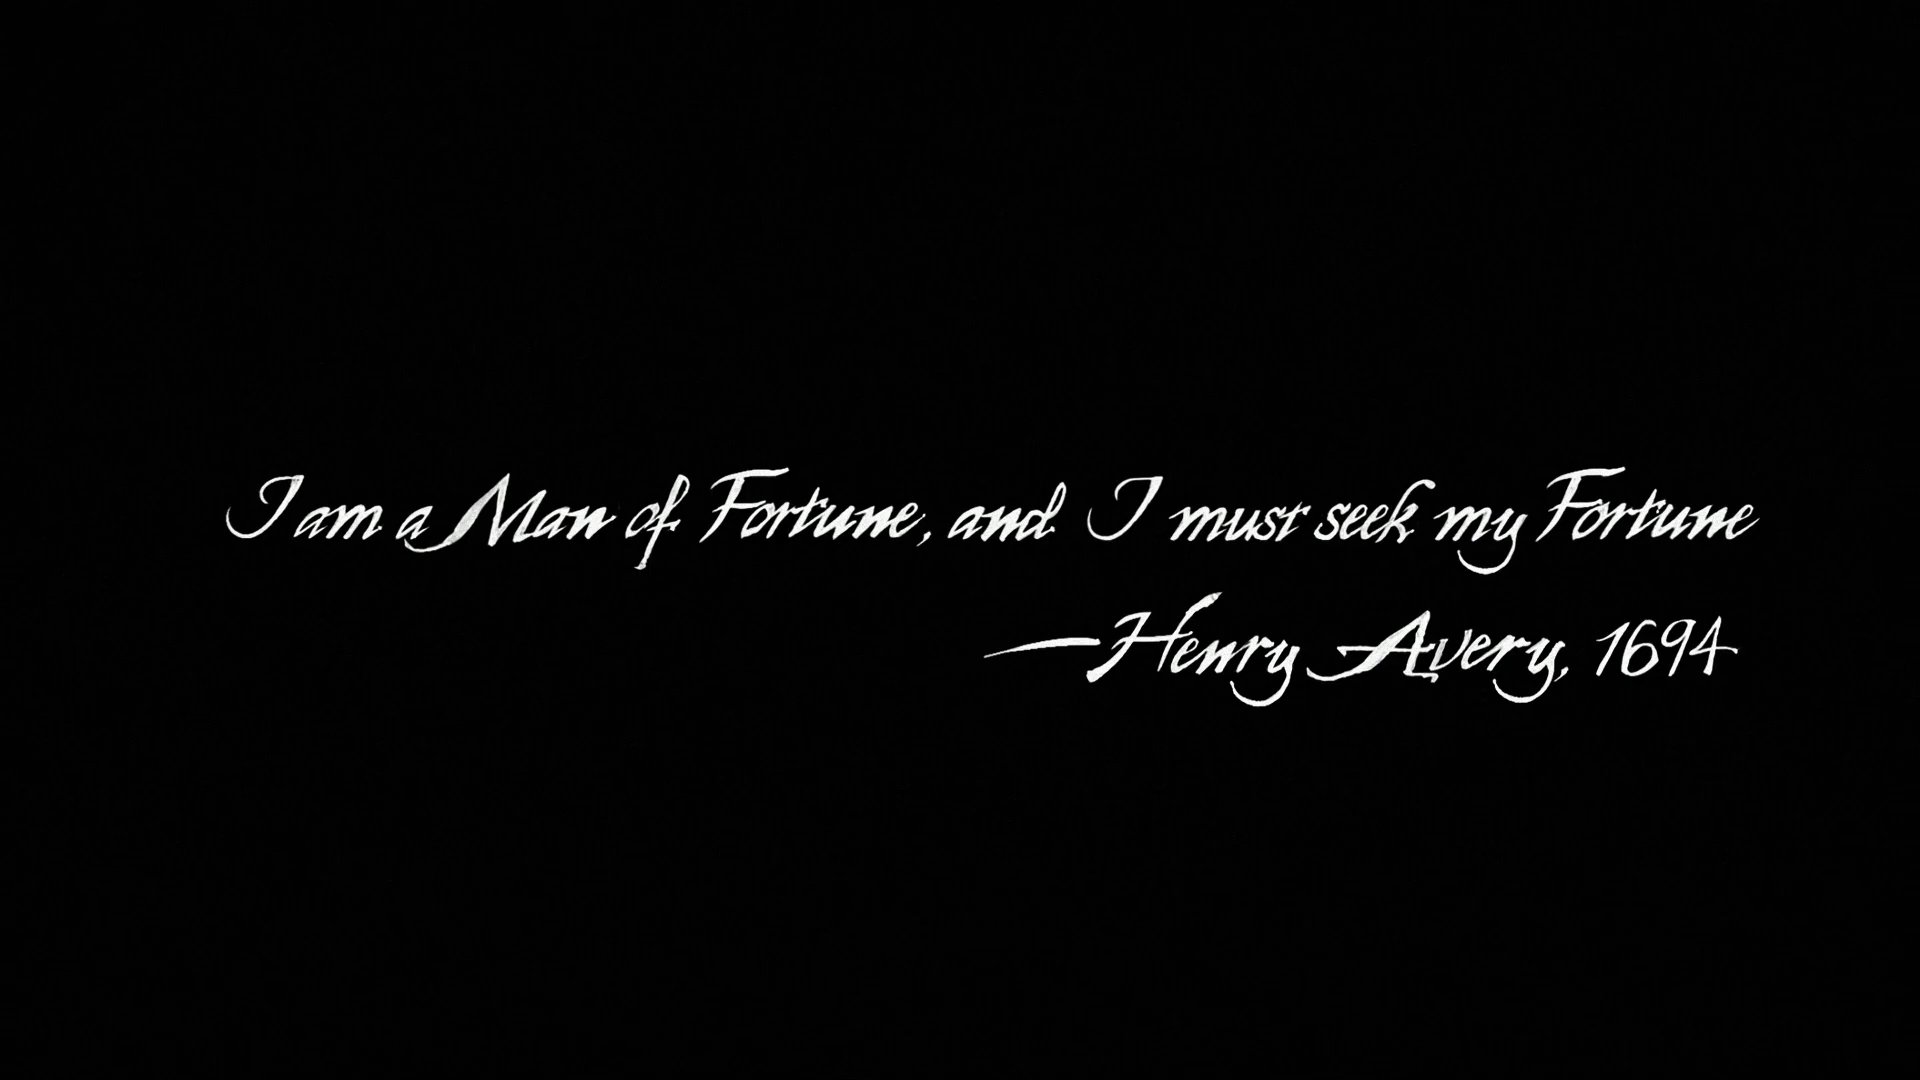 I am a Man of Fortune, and I must seek my Fortune
—Henry Avery, 1694